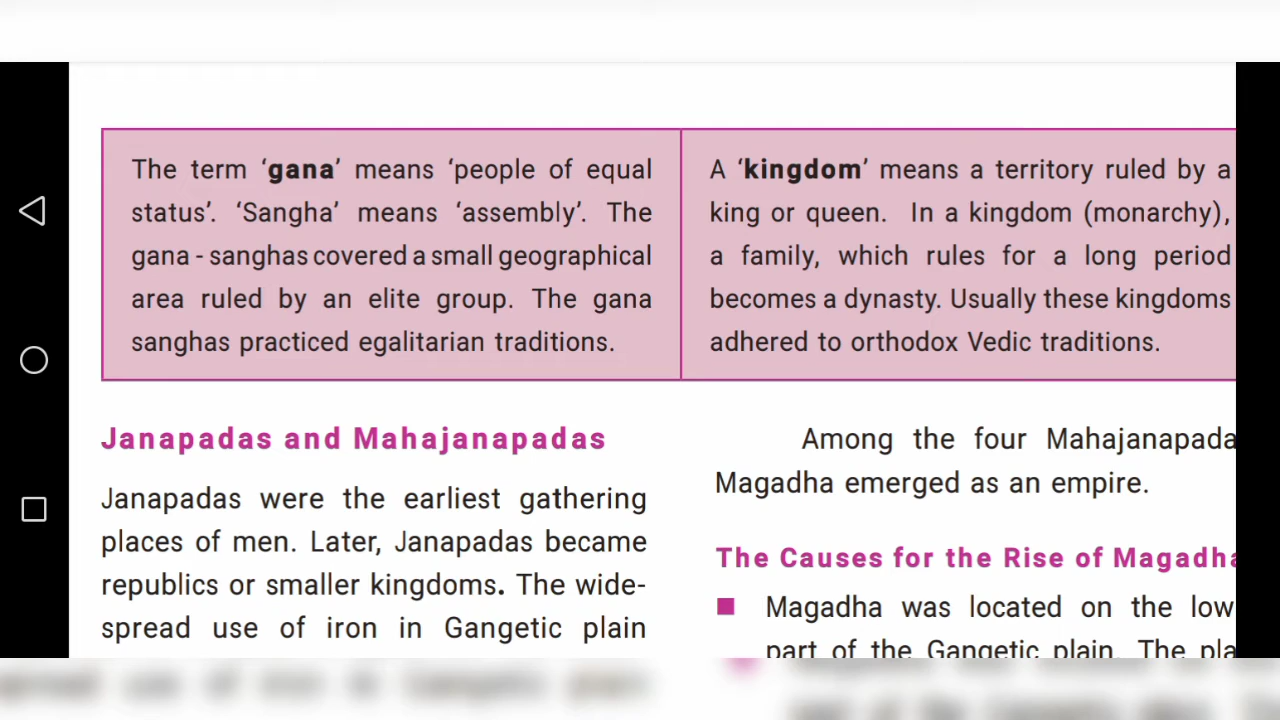 The term ‘gana’ means ‘people of equal
status’. ‘Sangha’ means ‘assembly’. The
gana - sanghas covered a small geographical
area ruled by an elite group. The gana
sanghas practiced egalitarian traditions.
A ‘kingdom’ means a territory ruled by a
king or queen. In a kingdom (monarchy),
a family, which rules for a long period
becomes a dynasty. Usually these kingdoms
adhered to orthodox Vedic traditions.
Janapadas and Mahajanapadas
Janapadas were the earliest gathering
places of men. Later, Janapadas became
republics or smaller kingdoms. The wide-
spread use of iron in Gangetic plain
Among the four Mahajanapada
Magadha emerged as an empire.
The Causes for the Rise of Magadha
■ Magadha was located on the low
part of the Gangetic plain. The pla